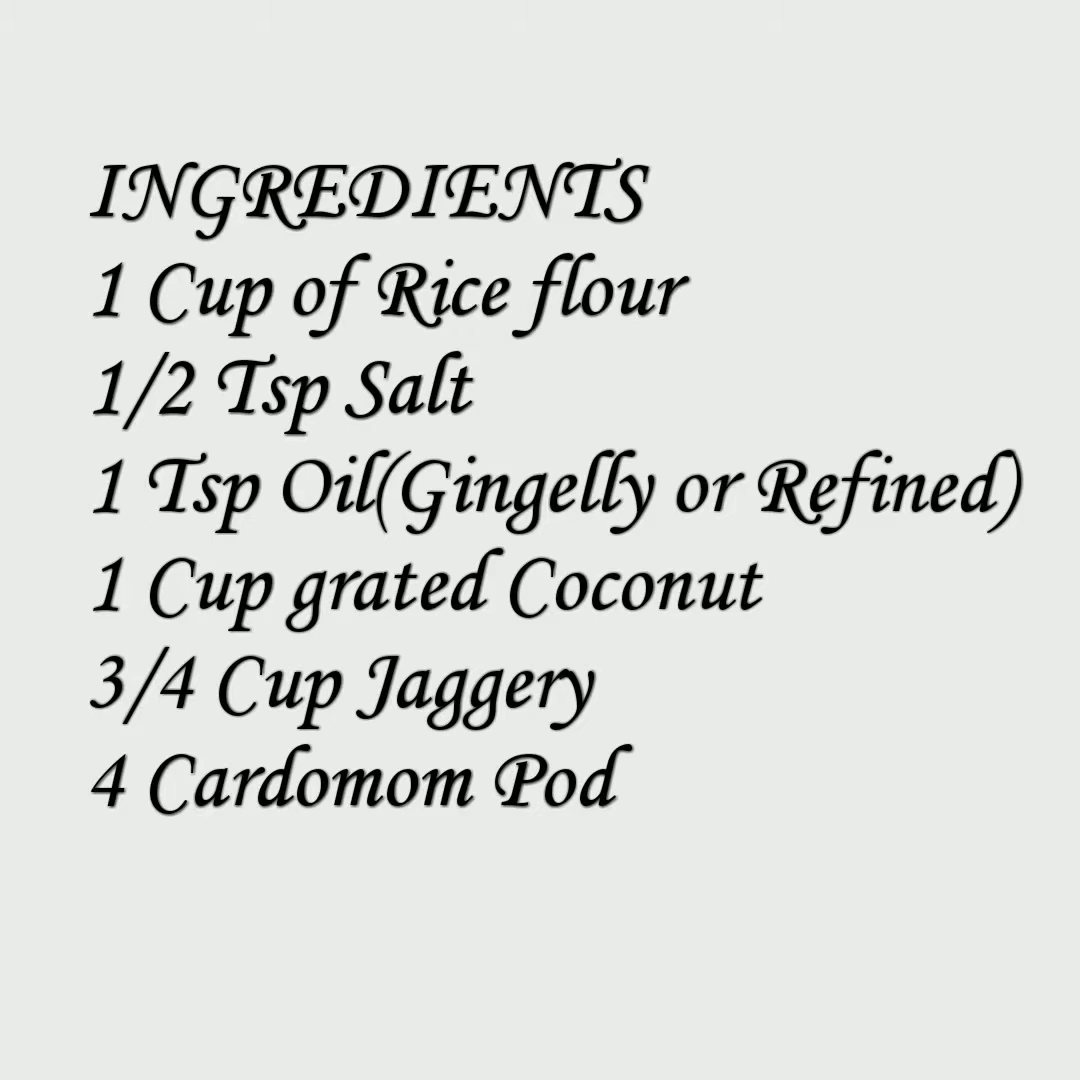 INGREDIENTS
1 Cup of Rice flour
1/2 Tsp Salt
1 Tsp Oil(Gingelly or Refined)
1 Cup grated Coconut
3/4 Cup Jaggery
4 Cardomom Pod